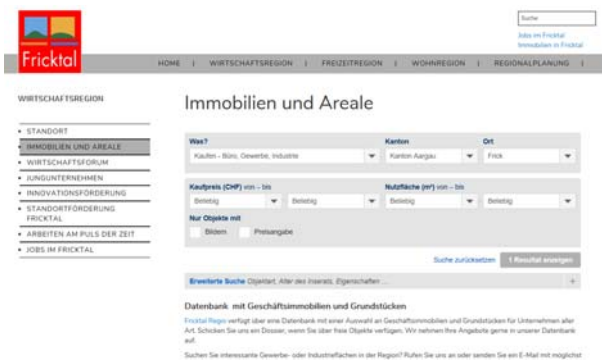 Suche
Jobs im Fricktal
Immobilien in Fricktal
Fricktal
HOME | WIRTSCHAFTSREGION | FREIZEITREGION | WOHNREGION | REGIONALPLANUNG |
WIRTSCHAFTSREGION
STANDORT
IMMOBILIEN UND AREALE
WIRTSCHAFTSFORUM
JUNGUNTERNEHMEN
INNOVATIONSFÖRDERUNG
STANDORTFÖRDERUNG
FRICKTAL
ARBEITEN AM PULS DER ZEIT
JOBS IM FRICKTAL
Immobilien und Areale
Was? Kanton Ort
Kaufen - Büro, Gewerbe, Industrie Kanton Aargau Frick
Kaufpreis (CHF) von – bis Nutzfläche (m²) von – bis
Beliebig Beliebig Beliebig Beliebig
Nur Objekte mit
Bildern Preisangabe
Suche zurücksetzen 1 Resultat anzeigen
Erweiterte Suche Objektart, Alter des Inserats, Eigenschaften ... +
Datenbank mit Geschäftsimmobilien und Grundstücken
Fricktal Regio verfügt über eine Datenbank mit einer Auswahl an Geschäftsimmobilien und Grundstücken für Unternehmen aller
Art. Schicken Sie uns ein Dossier, wenn Sie über freie Objekte verfügen. Wir nehmen Ihre Angebote gerne in unserer Datenbank
auf.
Suchen Sie interessante Gewerbe- oder Industrieflächen in der Region? Rufen Sie uns an oder senden Sie ein E-Mail mit möglichst